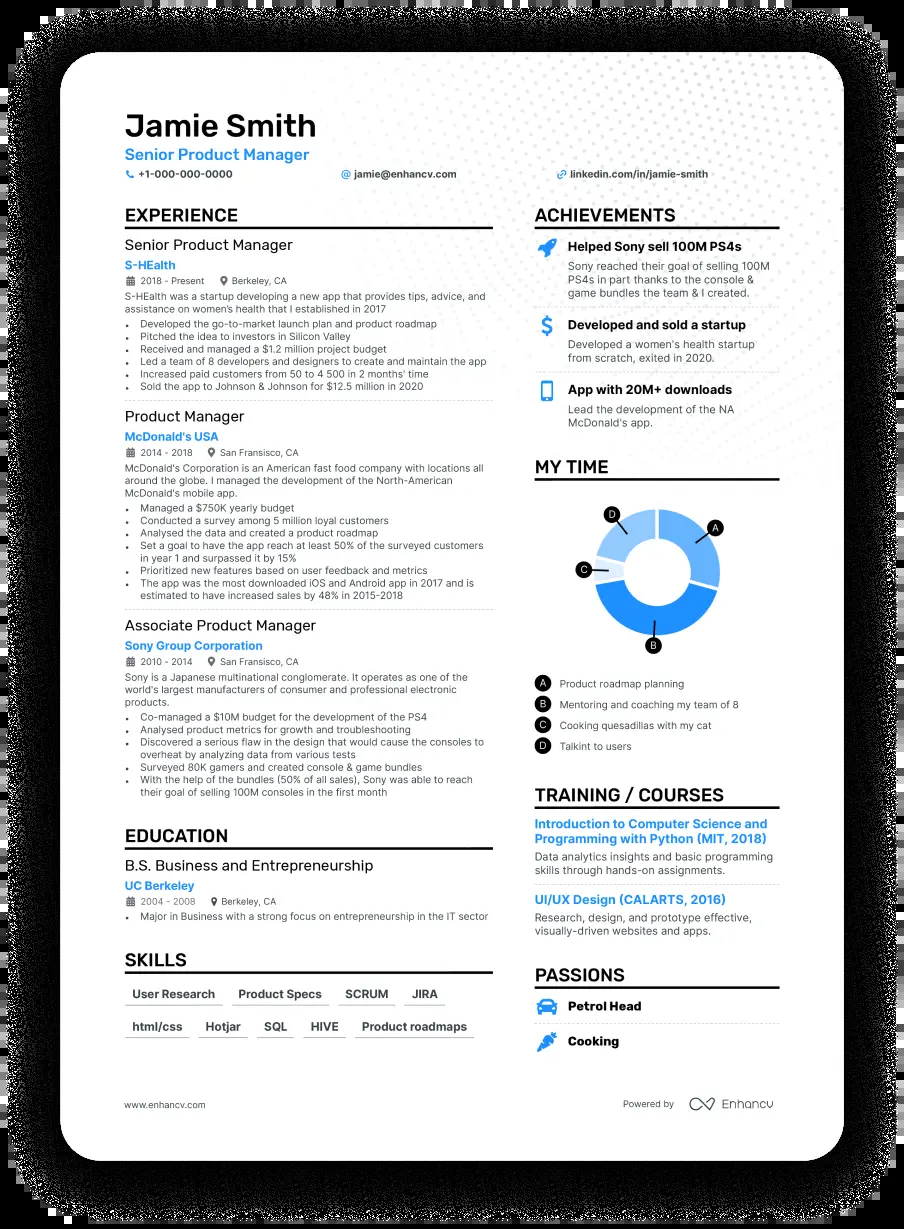 Jamie Smith
Senior Product Manager
+1-000-000-0000
jamie@enhancv.com
linkedin.com/in/jamie-smith
EXPERIENCE
Senior Product Manager
S-HEalth
2018 - Present Berkeley, CA
S-HEalth was a startup developing a new app that provides tips, advice, and
assistance on women's health that I established in 2017
• Developed the go-to-market launch plan and product roadmap
• Pitched the idea to investors in Silicon Valley
• Received and managed a $1.2 million project budget
• Led a team of 8 developers and designers to create and maintain the app
• Increased paid customers from 50 to 4 500 in 2 months' time
• Sold the app to Johnson & Johnson for $12.5 million in 2020
Product Manager
McDonald's USA
2014 - 2018 San Fransisco, CA
McDonald's Corporation is an American fast food company with locations all
around the globe. I managed the development of the North-American
McDonald's mobile app.
• Managed a $750K yearly budget
• Conducted a survey among 5 million loyal customers
• Analysed the data and created a product roadmap
• Set a goal to have the app reach at least 50% of the surveyed customers
in year 1 and surpassed it by 15%
• Prioritized new features based on user feedback and metrics
• The app was the most downloaded iOS and Android app in 2017 and is
estimated to have increased sales by 48% in 2015-2018
Associate Product Manager
Sony Group Corporation
2010 - 2014 San Fransisco, CA
Sony is a Japanese multinational conglomerate. It operates as one of the
world's largest manufacturers of consumer and professional electronic
products.
• Co-managed a $10M budget for the development of the PS4
• Analysed product metrics for growth and troubleshooting
• Discovered a serious flaw in the design that would cause the consoles to
overheat by analyzing data from various tests
• Surveyed 80K gamers and created console & game bundles
• With the help of the bundles (50% of all sales), Sony was able to reach
their goal of selling 100M consoles in the first month
EDUCATION
B.S. Business and Entrepreneurship
UC Berkeley
2004 - 2008 Berkeley, CA
• Major in Business with a strong focus on entrepreneurship in the IT sector
SKILLS
User Research Product Specs SCRUM JIRA
html/css Hotjar SQL HIVE Product roadmaps
ACHIEVEMENTS
Helped Sony sell 100M PS4s
Sony reached their goal of selling 100M
PS4s in part thanks to the console &
game bundles the team & I created.
Developed and sold a startup
Developed a women's health startup
from scratch, exited in 2020.
App with 20M+ downloads
Lead the development of the NA
McDonald's app.
MY TIME
D
A
C
B
A Product roadmap planning
B Mentoring and coaching my team of 8
C Cooking quesadillas with my cat
D Talkint to users
TRAINING / COURSES
Introduction to Computer Science and
Programming with Python (MIT, 2018)
Data analytics insights and basic programming
skills through hands-on assignments.
UI/UX Design (CALARTS, 2016)
Research, design, and prototype effective,
visually-driven websites and apps.
PASSIONS
Petrol Head
Cooking
www.enhancv.com
Powered by Enhancv